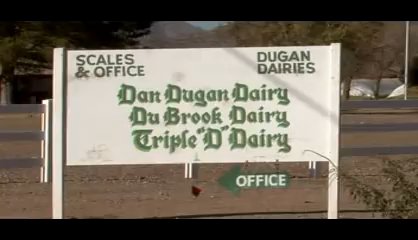 SCALES
& OFFICE
DUGAN
DAIRIES
Dan Dugan Dairy
Du Brook Dairy
Triple "D" Dairy
OFFICE